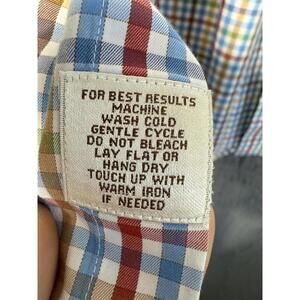 FOR BEST RESULTS
MACHINE
WASH COLD
GENTLE CYCLE
DO NOT BLEACH
LAY FLAT OR
HANG DRY
TOUCH UP WITH
WARM IRON
IF NEEDED